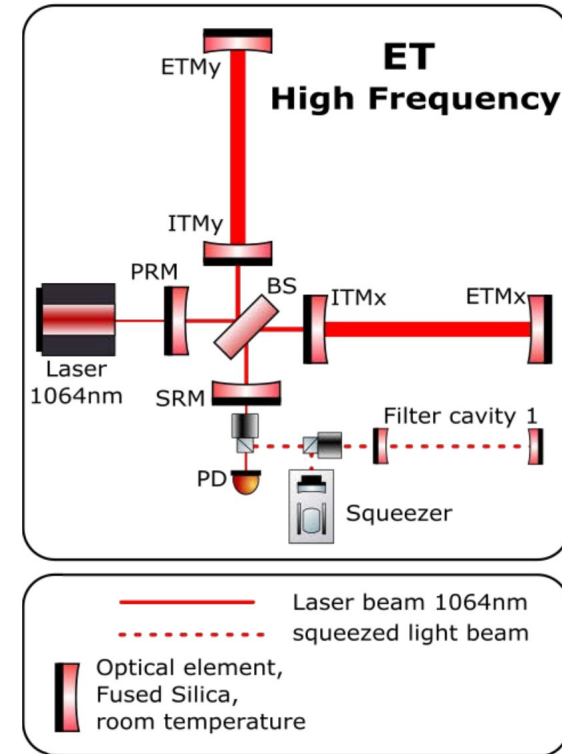 ET
High Frequency
ETMy
ITMy
PRM
BS
ITMx
ETMx
Laser
1064nm
SRM
Filter cavity 1
PD
Squeezer
Laser beam 1064nm
squeezed light beam
Optical element,
Fused Silica,
room temperature